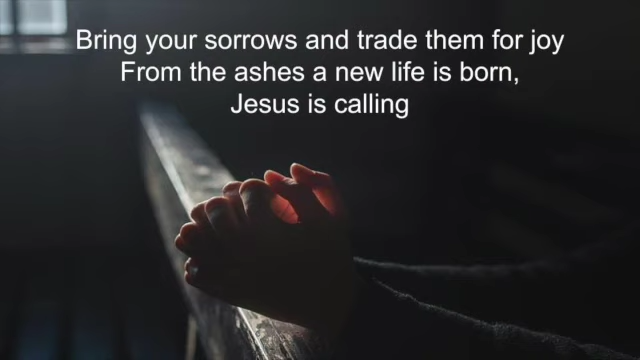 Bring your sorrows and trade them for joy
From the ashes a new life is born,
Jesus is calling